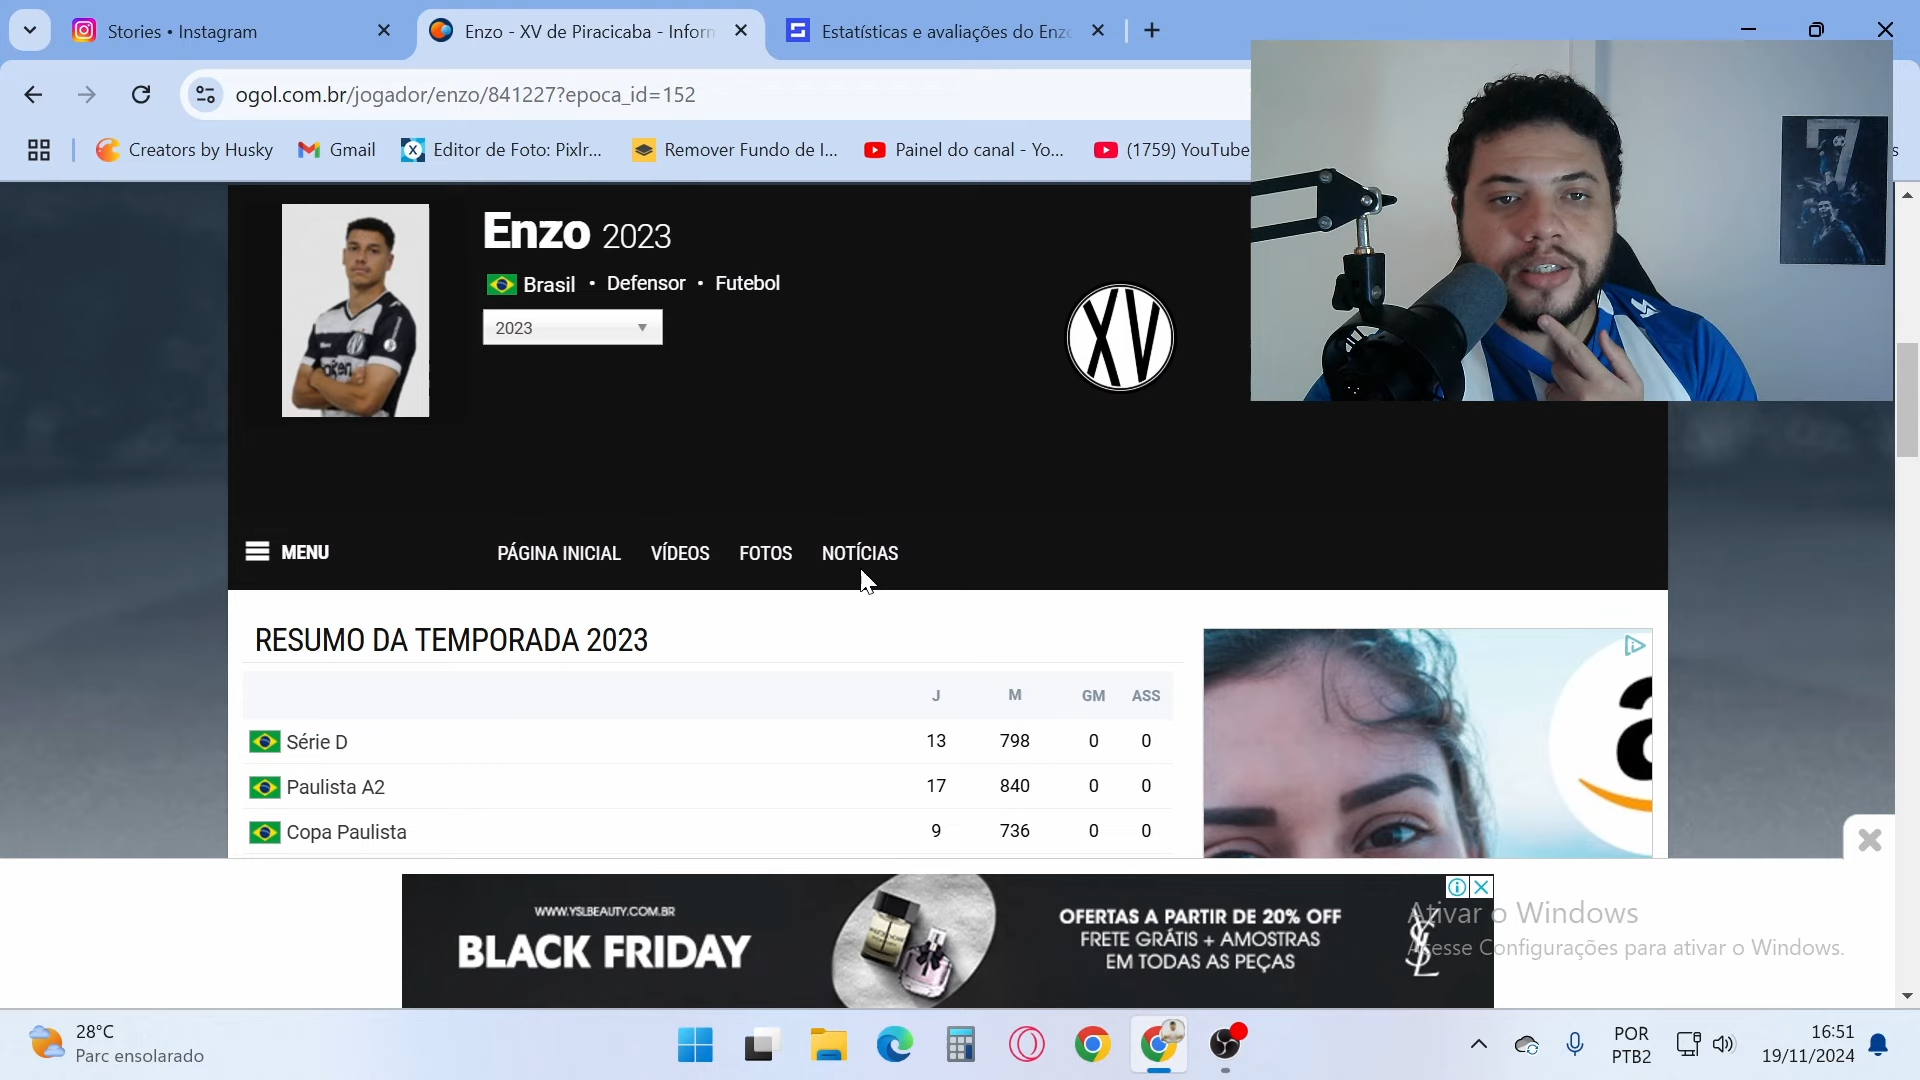 Stories • Instagram
Enzo - XV de Piracicaba - Inforn
Estatísticas e avaliações do Enzo
ogol.com.br/jogador/enzo/841227?epoca_id=152
Creators by Husky
Gmail
Editor de Foto: Pixlr...
Remover Fundo de I...
Painel do canal - Yo...
(1759) YouTube
s
7
Enzo 2023
Brasil • Defensor • Futebol
2023
XV
MENU
PÁGINA INICIAL VÍDEOS FOTOS NOTÍCIAS
RESUMO DA TEMPORADA 2023
J M GM ASS
Série D 13 798 0 0
Paulista A2 17 840 0 0
Copa Paulista 9 736 0 0
a
WWW.YSLBEAUTY.COM.BR
BLACK FRIDAY
OFERTAS A PARTIR DE 20% OFF
FRETE GRÁTIS + AMOSTRAS
EM TODAS AS PEÇAS
YSL
Ativar o Windows
Acesse Configurações para ativar o Windows.
28°C
Parc ensolarado
POR
PTB2
16:51
19/11/2024